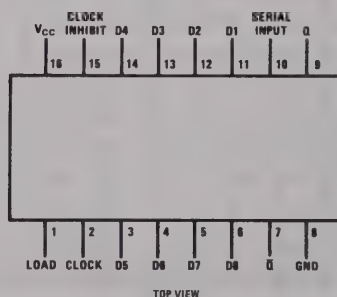 CLOCK SERIAL
VCC INHIBIT D4 D3 D2 D1 INPUT Q
16 15 14 13 12 11 10 9
1 2 3 4 5 6 7 8
LOAD CLOCK D5 D6 D7 D8 Q̅ GND
TOP VIEW